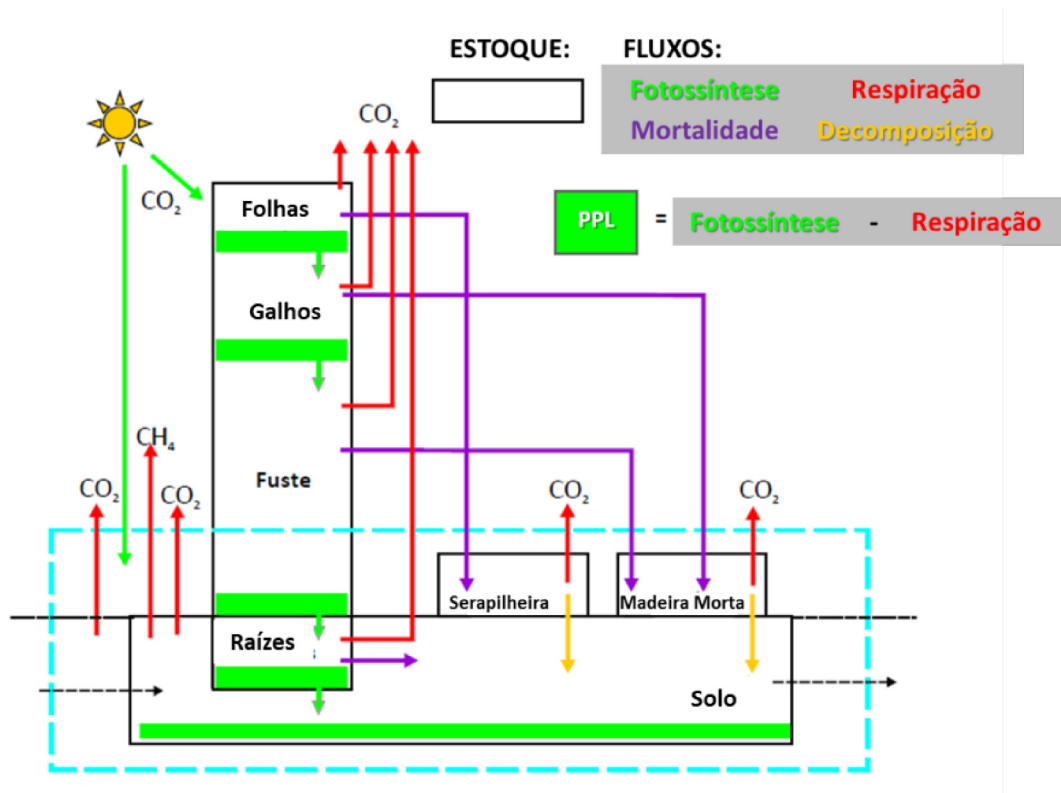 ESTOQUE: FLUXOS:
Fotossíntese Respiração
Mortalidade Decomposição
CO₂
CO₂
Folhas
PPL = Fotossíntese - Respiração
Galhos
CH₄
CO₂ CO₂
Fuste
CO₂ CO₂
Serapilheira Madeira Morta
Raízes
Solo